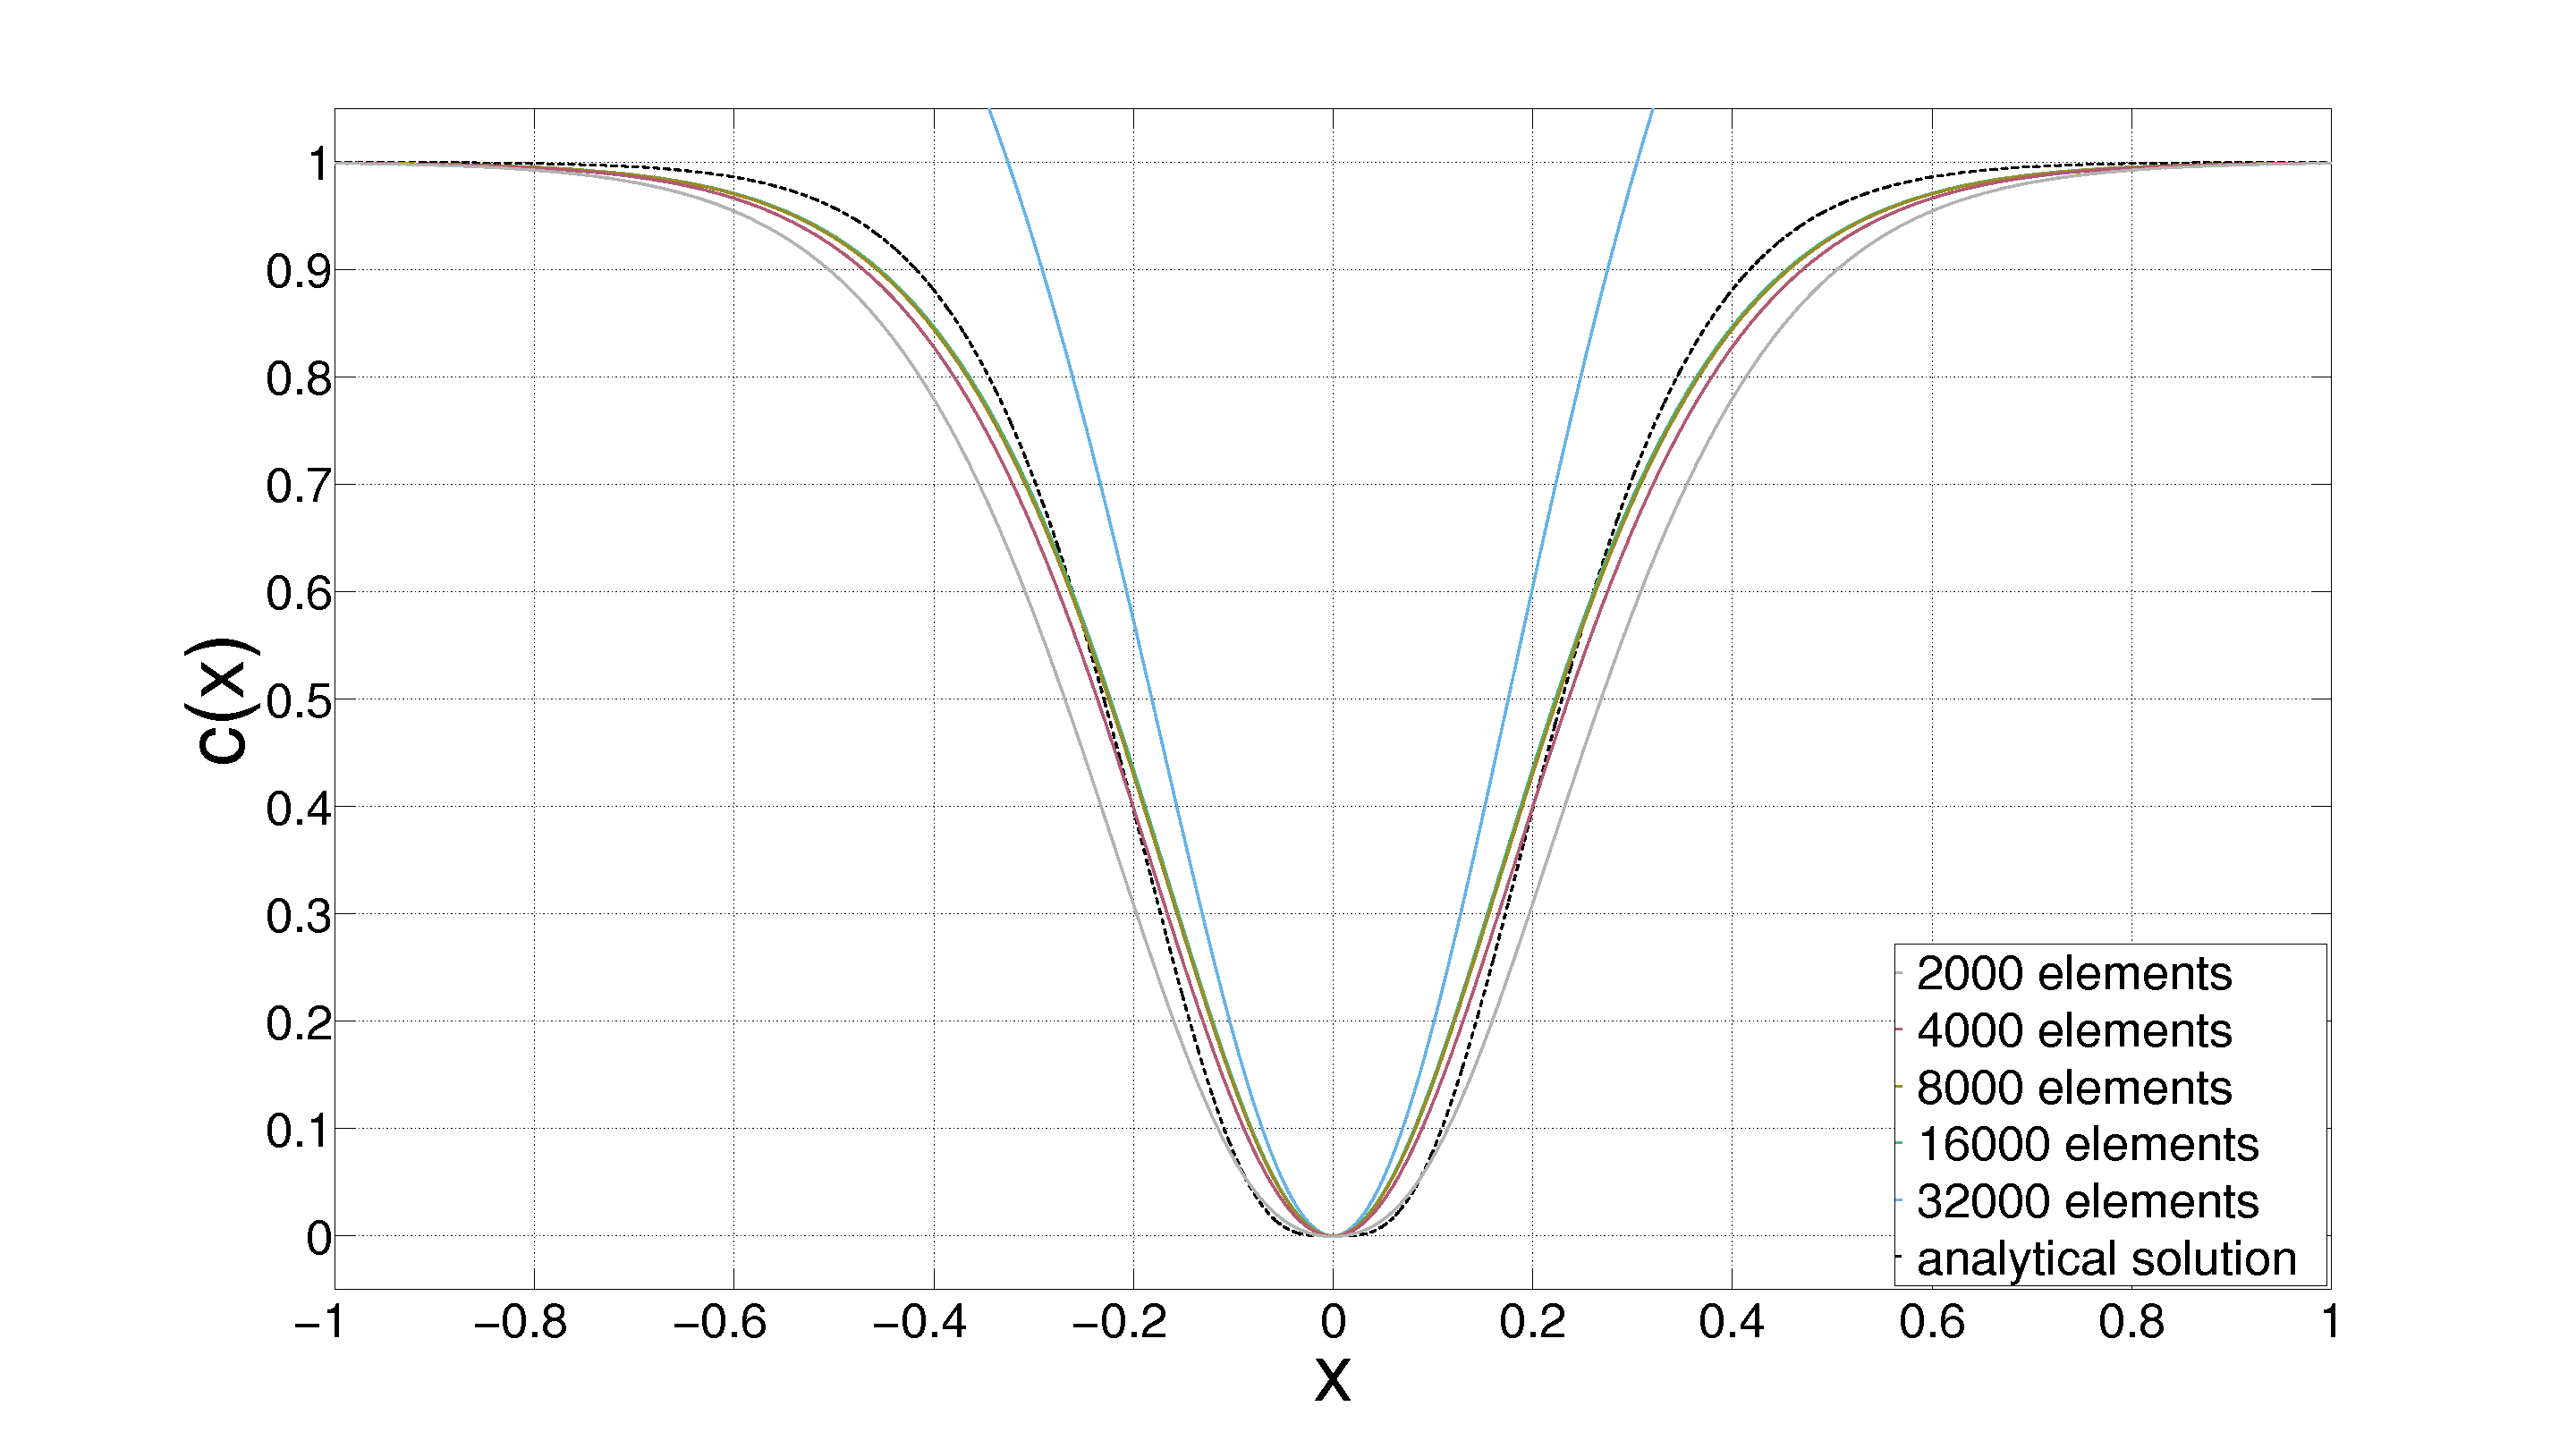 1
0.9
0.8
0.7
0.6
0.5
0.4
0.3
0.2
0.1
0
c(x)
−1 −0.8 −0.6 −0.4 −0.2 0 0.2 0.4 0.6 0.8 1
x
2000 elements
4000 elements
8000 elements
16000 elements
32000 elements
analytical solution